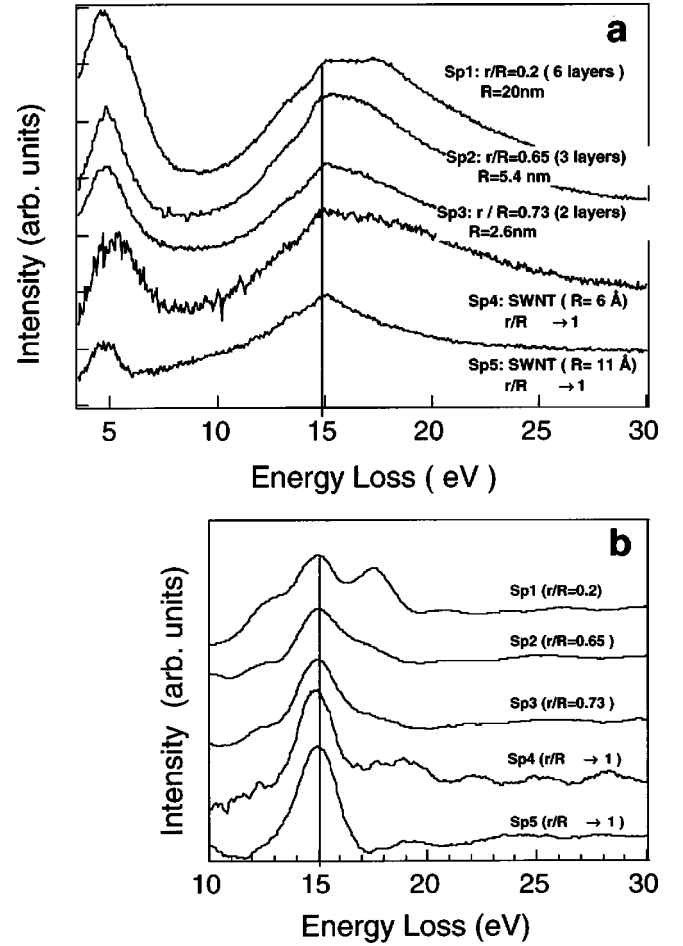 a
Sp1: r/R=0.2 ( 6 layers )
R=20nm
Sp2: r/R=0.65 (3 layers)
R=5.4 nm
Sp3: r / R=0.73 (2 layers)
R=2.6nm
Sp4: SWNT ( R= 6 Å)
r/R →1
Sp5: SWNT (R= 11 Å)
r/R →1
Intensity (arb. units)
5 10 15 20 25 30
Energy Loss ( eV )
b
Sp1 (r/R=0.2)
Sp2 (r/R=0.65 )
Sp3 (r/R=0.73 )
Sp4 (r/R → 1 )
Sp5 (r/R → 1 )
Intensity (arb. units)
10 15 20 25 30
Energy Loss (eV)